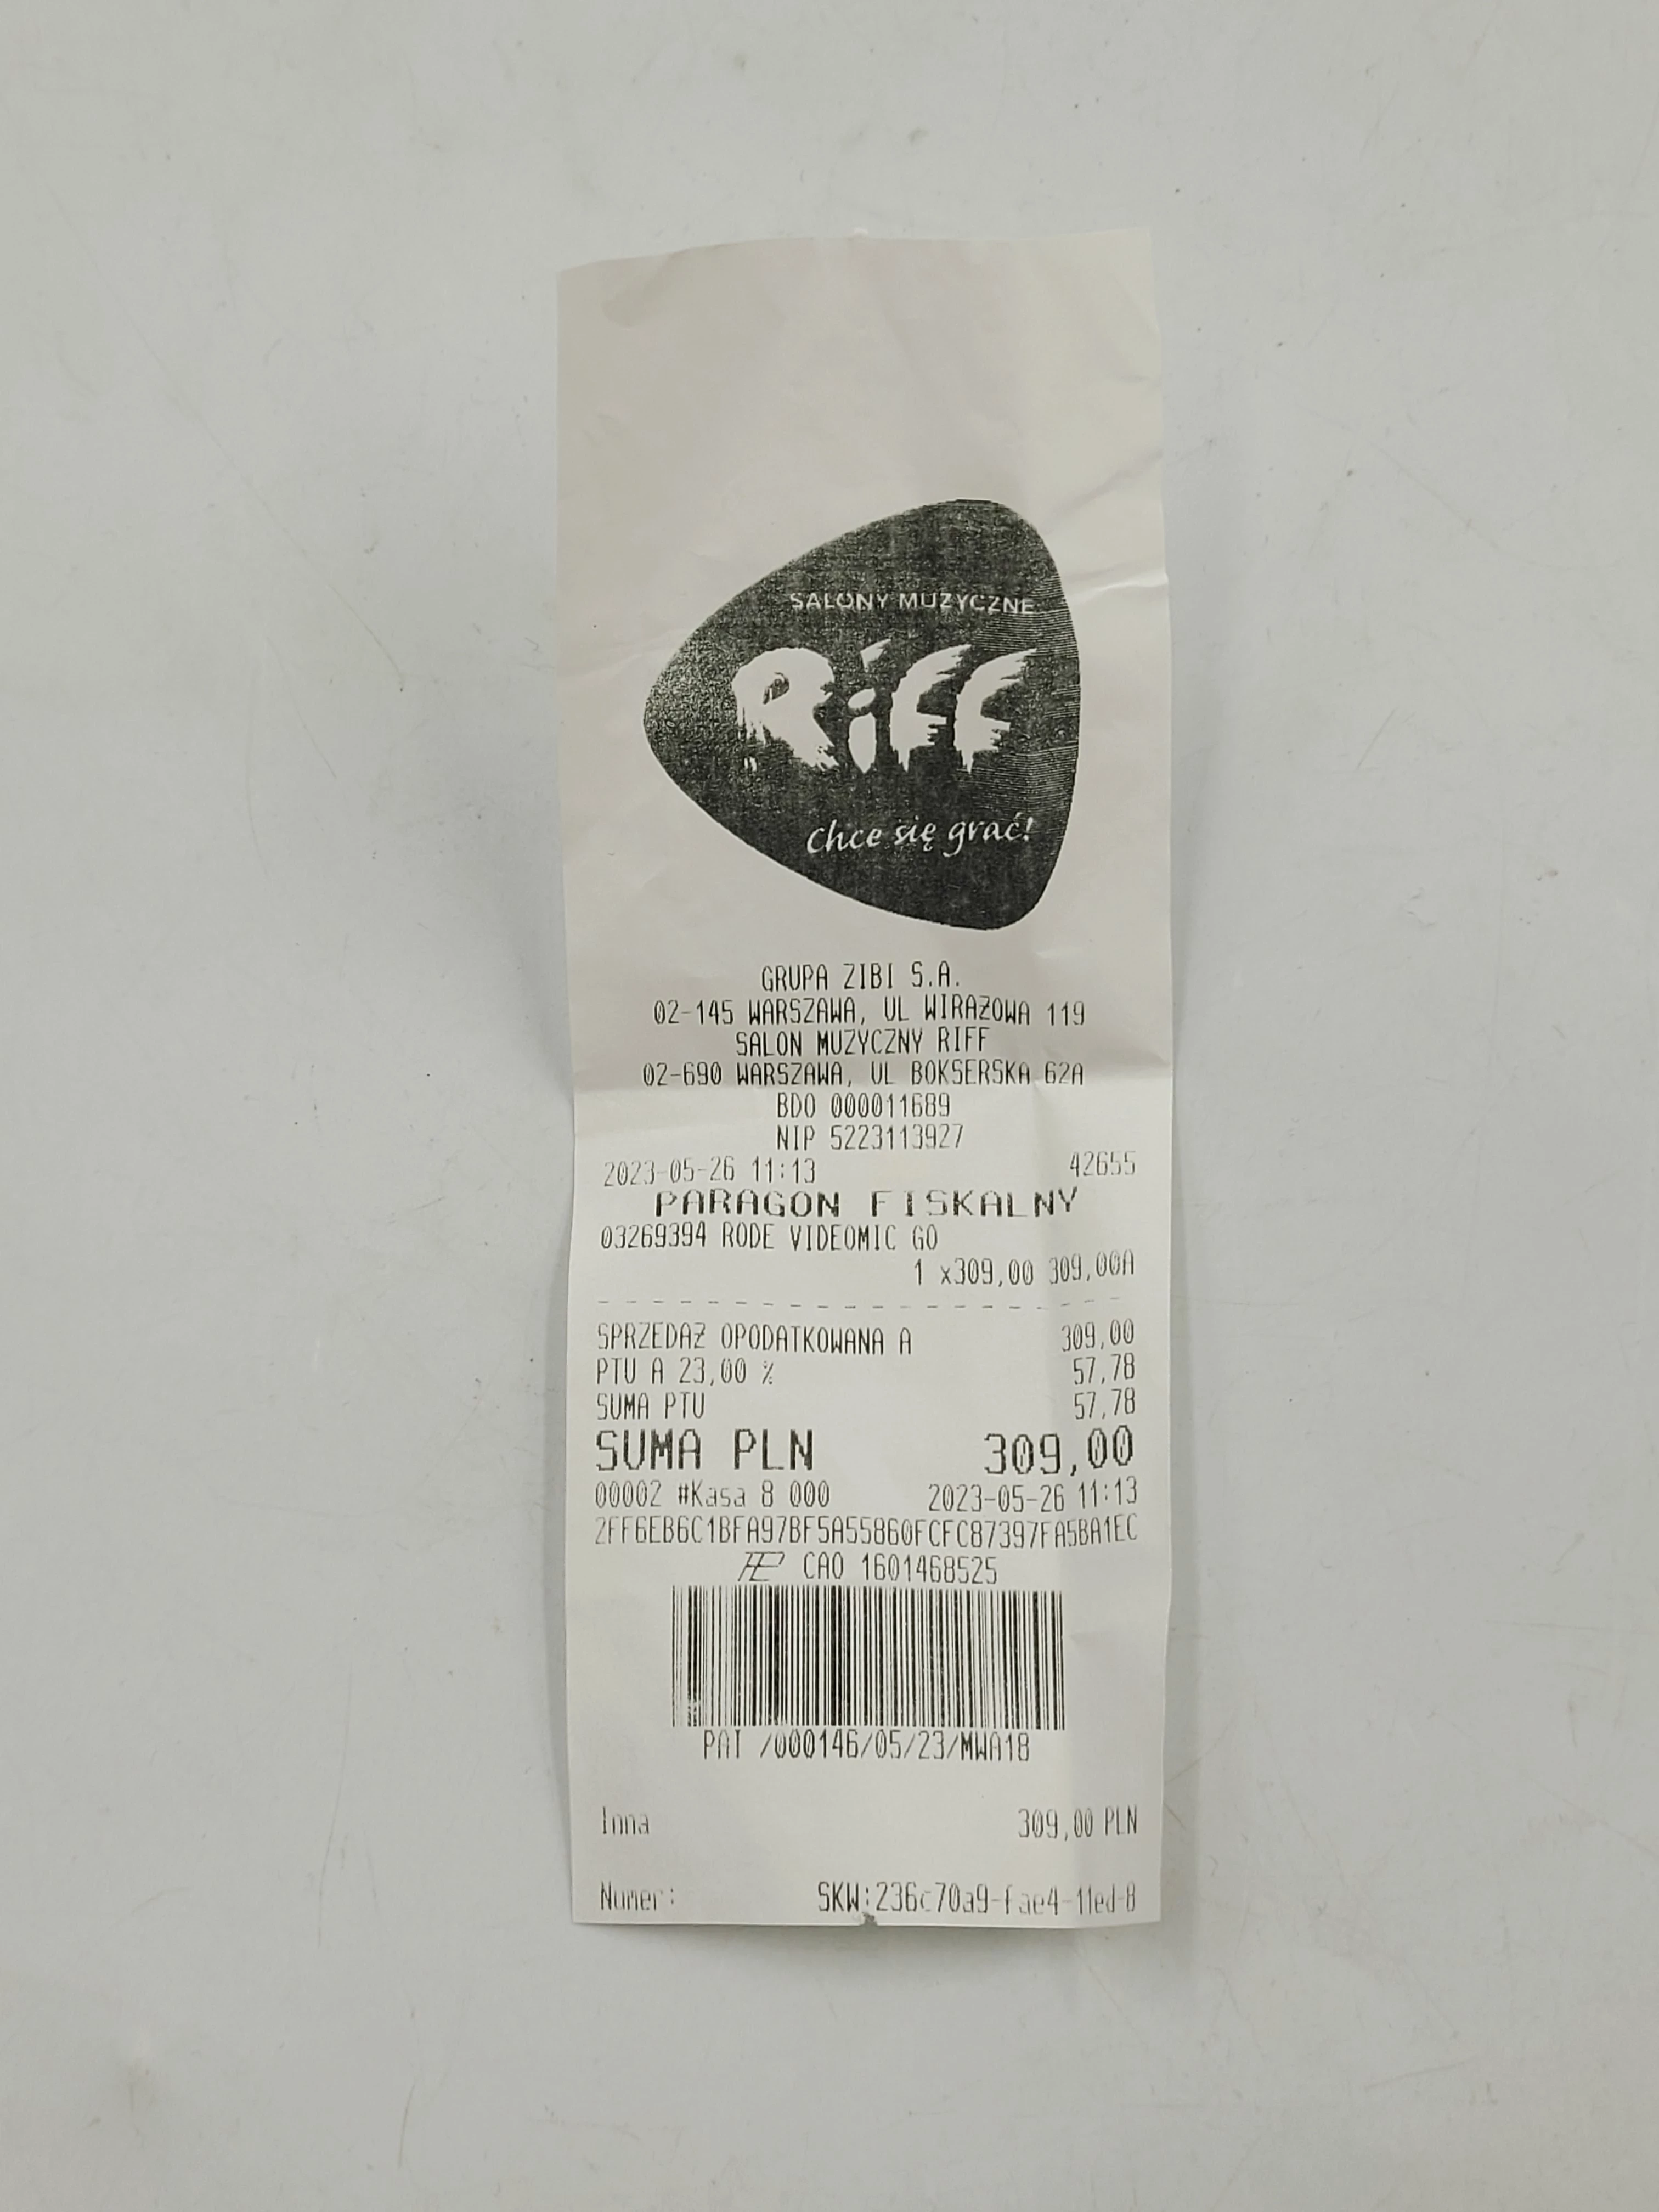 SALONY MUZYCZNE
Riff
Chce się grać!
GRUPA ZIBI S.A.
02-145 WARSZAWA, UL WIRAŻOWA 119
SALON MUZYCZNY RIFF
02-690 WARSZAWA, UL BOKSERSKA 62A
BDO 000011689
NIP 5223113927
2023-05-26 11:13 42655
PARAGON FISKALNY
03269394 RODE VIDEOMIC GO
1 x309,00 309,00A
SPRZEDAŻ OPODATKOWANA A 309,00
PTU A 23,00 % 57,78
SUMA PTU 57,78
SUMA PLN 309,00
00002 #Kasa 8 000 2023-05-26 11:13
2FF6EB6C1BFA97BF5A55860FCFC87397FA5BA1EC
CAO 1601468525
PAT /000146/05/23/MWA18
Inna 309,00 PLN
Numer: SKW:236c70a9-fae4-11ed-8